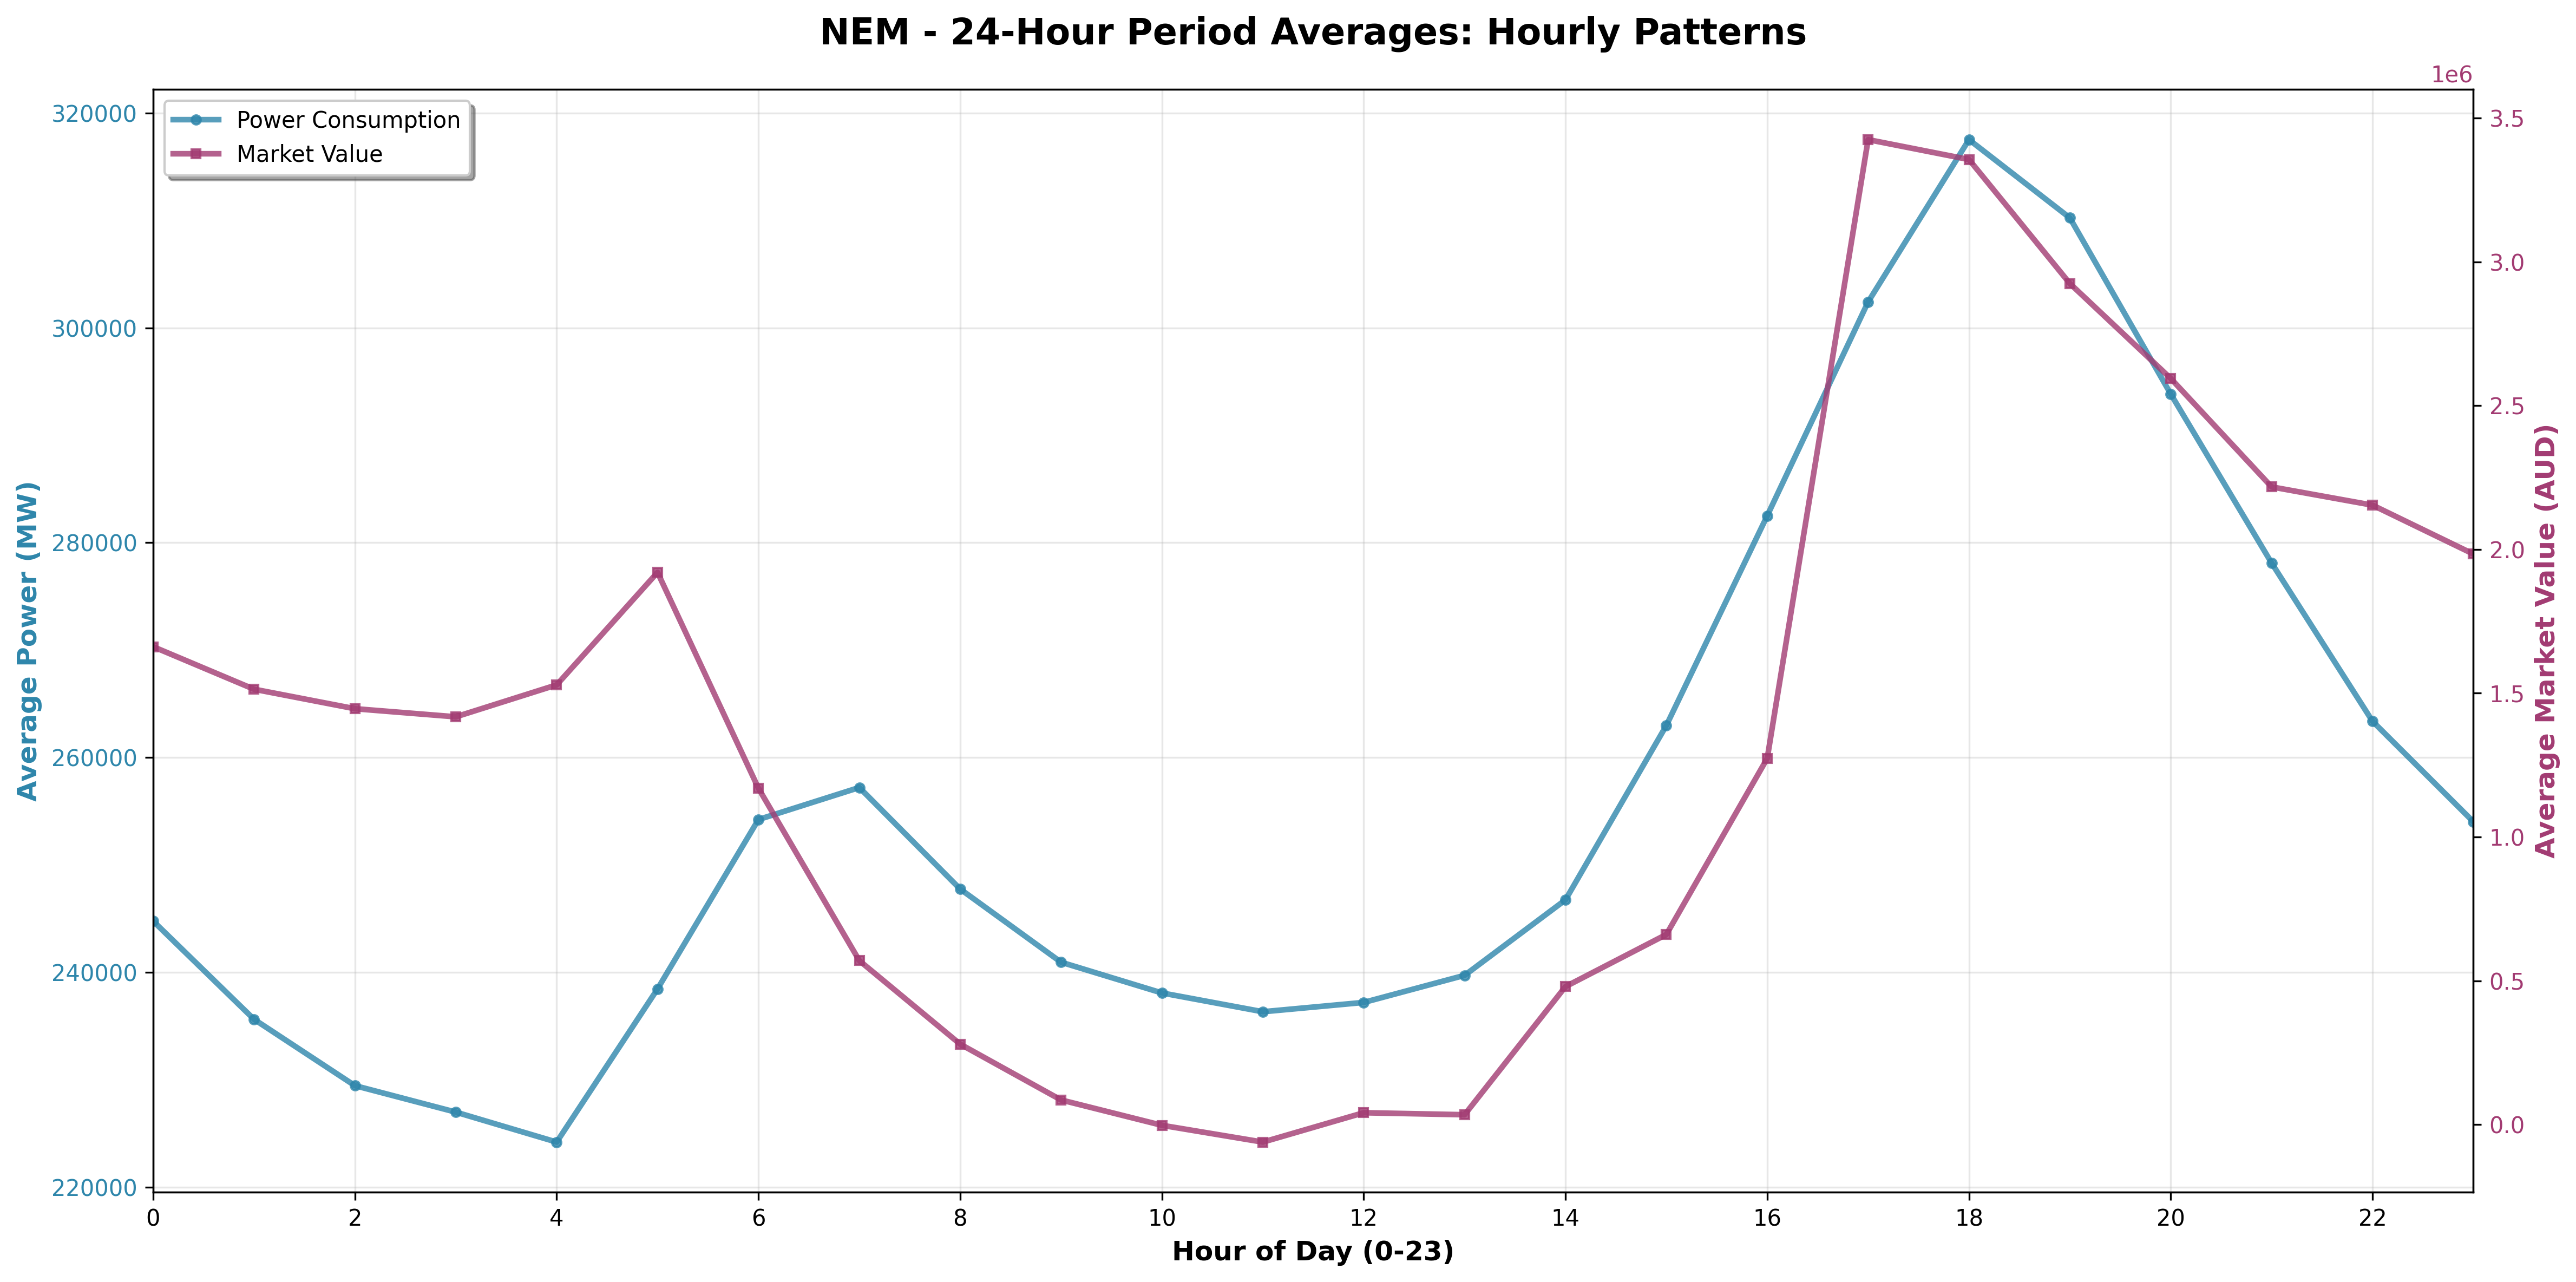 NEM - 24-Hour Period Averages: Hourly Patterns
1e6
Power Consumption
Market Value
320000
300000
280000
260000
240000
220000
Average Power (MW)
3.5
3.0
2.5
2.0
1.5
1.0
0.5
0.0
Average Market Value (AUD)
0 2 4 6 8 10 12 14 16 18 20 22
Hour of Day (0-23)